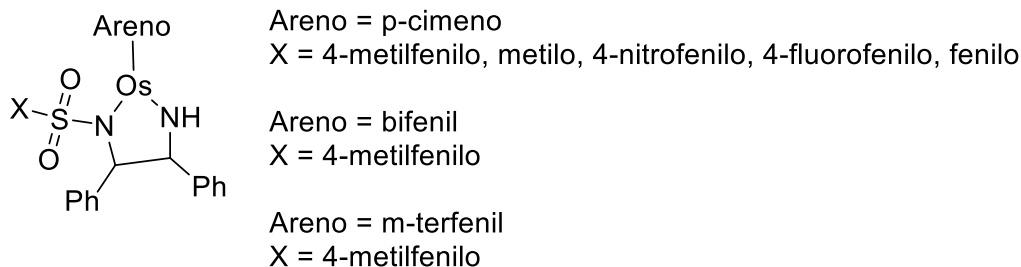 Areno
Os
O
X
S
N
NH
O
Ph
Ph
Areno = p-cimeno
X = 4-metilfenilo, metilo, 4-nitrofenilo, 4-fluorofenilo, fenilo
Areno = bifenil
X = 4-metilfenilo
Areno = m-terfenil
X = 4-metilfenilo